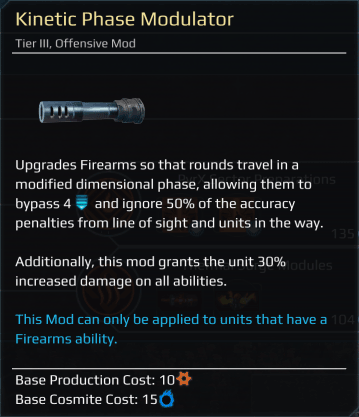 Kinetic Phase Modulator
Tier III, Offensive Mod
Upgrades Firearms so that rounds travel in a
modified dimensional phase, allowing them to
bypass 4 and ignore 50% of the accuracy
penalties from line of sight and units in the way.
135
Additionally, this mod grants the unit 30%
increased damage on all abilities.
This Mod can only be applied to units that have a
104
Firearms ability.
Base Production Cost: 10
Base Cosmite Cost: 15